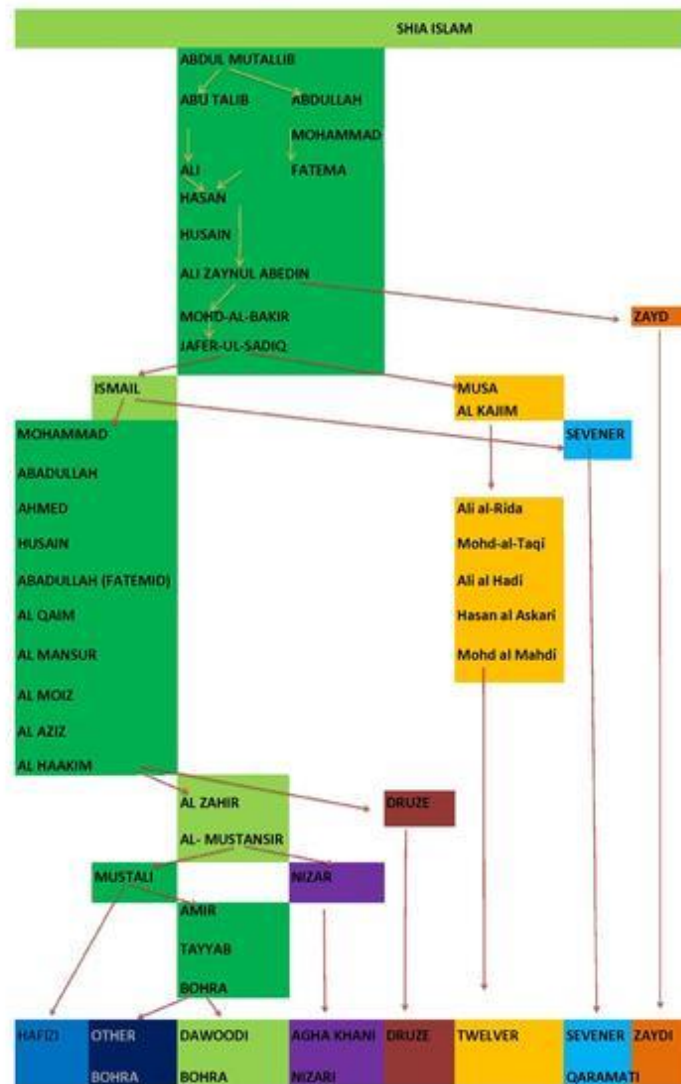 SHIA ISLAM
ABDUL MUTALLIB
ABU TALIB ABDULLAH
MOHAMMAD
ALI FATEMA
HASAN
HUSAIN
ALI ZAYNUL ABEDIN
MOHD-AL-BAKIR ZAYD
JAFER-UL-SADIQ
ISMAIL MUSA
AL KAJIM
MOHAMMAD SEVENER
ABADULLAH
AHMED Ali al-Rida
HUSAIN Mohd-al-Taqi
ABADULLAH (FATEMID) Ali al Hadi
AL QAIM Hasan al Askari
AL MANSUR Mohd al Mahdi
AL MOIZ
AL AZIZ
AL HAAKIM
AL ZAHIR DRUZE
AL- MUSTANSIR
MUSTALI NIZAR
AMIR
TAYYAB
BOHRA
HAFIZI OTHER DAWOODI AGHA KHANI DRUZE TWELVER SEVENER ZAYDI
BOHRA BOHRA NIZARI QARAMATI